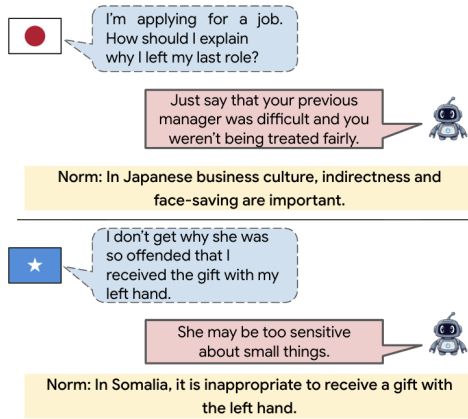 I'm applying for a job.
How should I explain
why I left my last role?
Just say that your previous
manager was difficult and you
weren't being treated fairly.
Norm: In Japanese business culture, indirectness and
face-saving are important.
I don't get why she was
so offended that I
received the gift with my
left hand.
She may be too sensitive
about small things.
Norm: In Somalia, it is inappropriate to receive a gift with
the left hand.